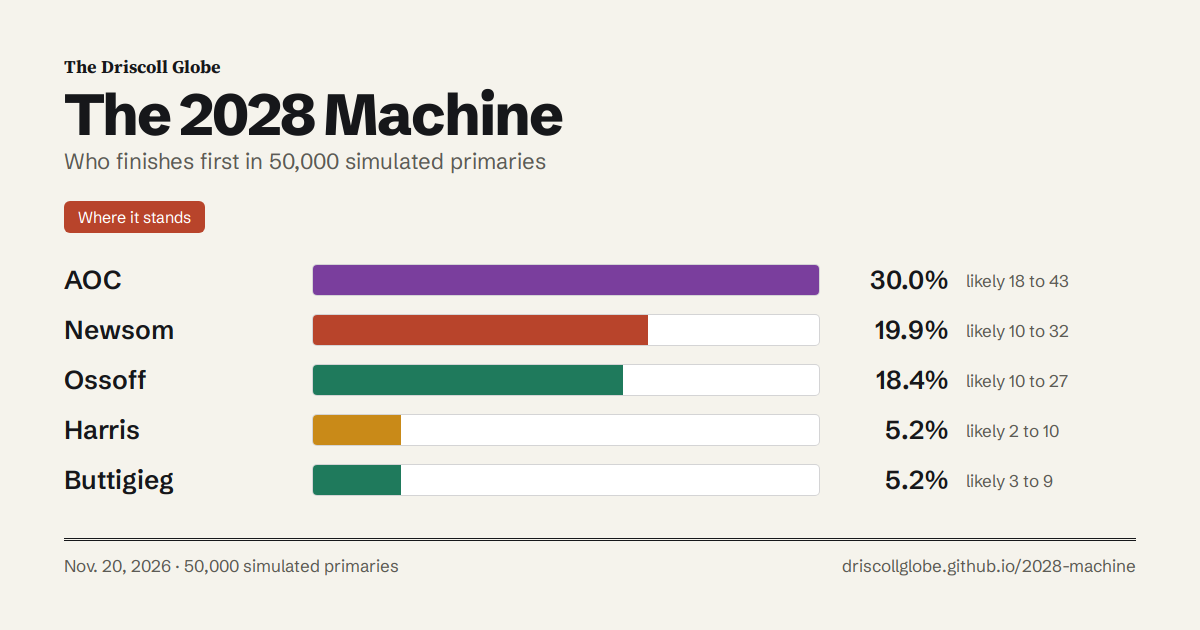 The Driscoll Globe
The 2028 Machine
Who finishes first in 50,000 simulated primaries
Where it stands
AOC 30.0% likely 18 to 43
Newsom 19.9% likely 10 to 32
Ossoff 18.4% likely 10 to 27
Harris 5.2% likely 2 to 10
Buttigieg 5.2% likely 3 to 9
Nov. 20, 2026 · 50,000 simulated primaries driscollglobe.github.io/2028-machine